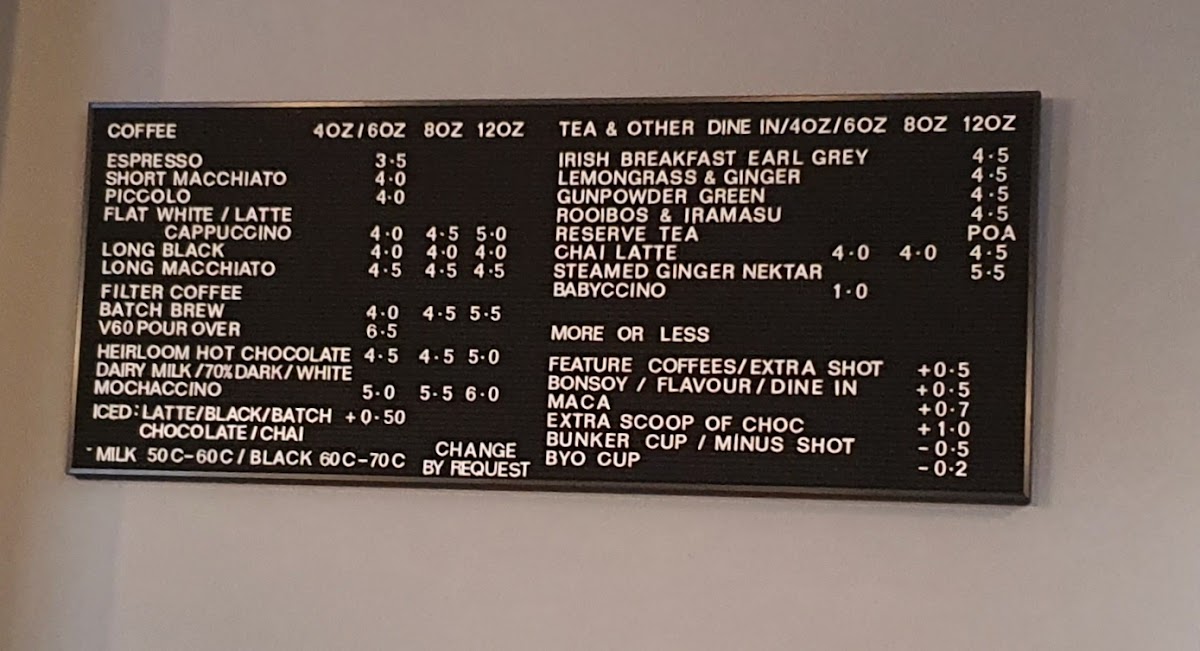 COFFEE 4OZ/6OZ 8OZ 12OZ
ESPRESSO 3·5
SHORT MACCHIATO 4·0
PICCOLO 4·0
FLAT WHITE / LATTE
CAPPUCCINO 4·0 4·5 5·0
LONG BLACK 4·0 4·0 4·0
LONG MACCHIATO 4·5 4·5 4·5
FILTER COFFEE
BATCH BREW 4·0 4·5 5·5
V60 POUR OVER 6·5
HEIRLOOM HOT CHOCOLATE 4·5 4·5 5·0
DAIRY MILK /70% DARK / WHITE
MOCHACCINO 5·0 5·5 6·0
ICED: LATTE/BLACK/BATCH +0·50
CHOCOLATE / CHAI
-MILK 50C-60C / BLACK 60C-70C CHANGE
BY REQUEST
TEA & OTHER DINE IN/4OZ/6OZ 8OZ 12OZ
IRISH BREAKFAST EARL GREY 4·5
LEMONGRASS & GINGER 4·5
GUNPOWDER GREEN 4·5
ROOIBOS & IRAMASU 4·5
RESERVE TEA POA
CHAI LATTE 4·0 4·0 4·5
STEAMED GINGER NEKTAR 5·5
BABYCCINO 1·0
MORE OR LESS
FEATURE COFFEES/EXTRA SHOT +0·5
BONSOY / FLAVOUR / DINE IN +0·5
MACA +0·7
EXTRA SCOOP OF CHOC +1·0
BUNKER CUP / MINUS SHOT -0·5
BYO CUP -0·2